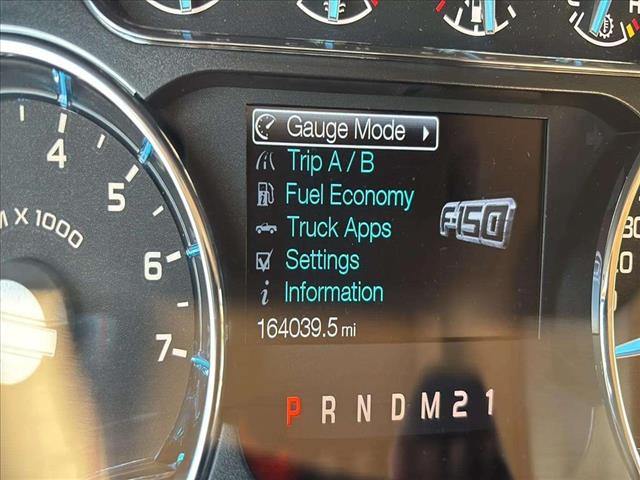 Gauge Mode
Trip A / B
Fuel Economy
Truck Apps
Settings
Information
F-150
164039.5 mi
P R N D M 2 1
4
5
6
7
M X 1000